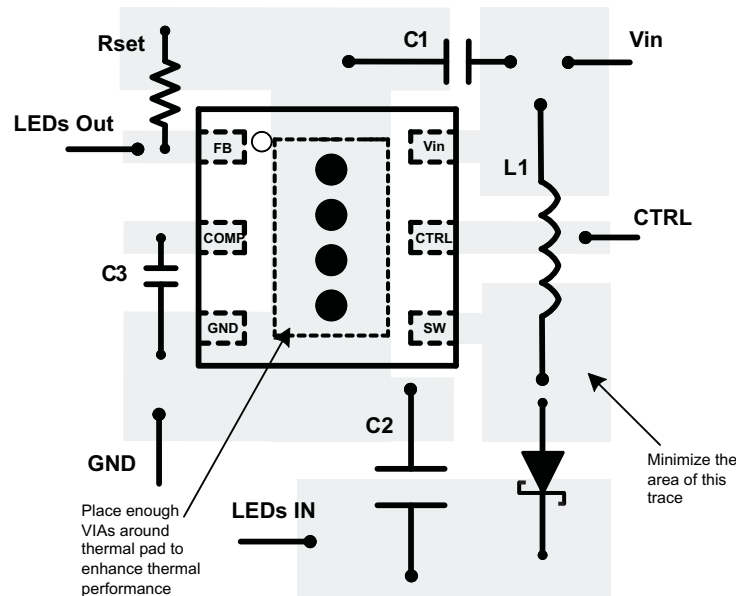 C1
Rset
Vin
LEDs Out
FB
Vin
L1
COMP
CTRL
CTRL
C3
GND
SW
C2
GND
Minimize the
area of this
trace
Place enough
VIAs around
thermal pad to
enhance thermal
performance
LEDs IN